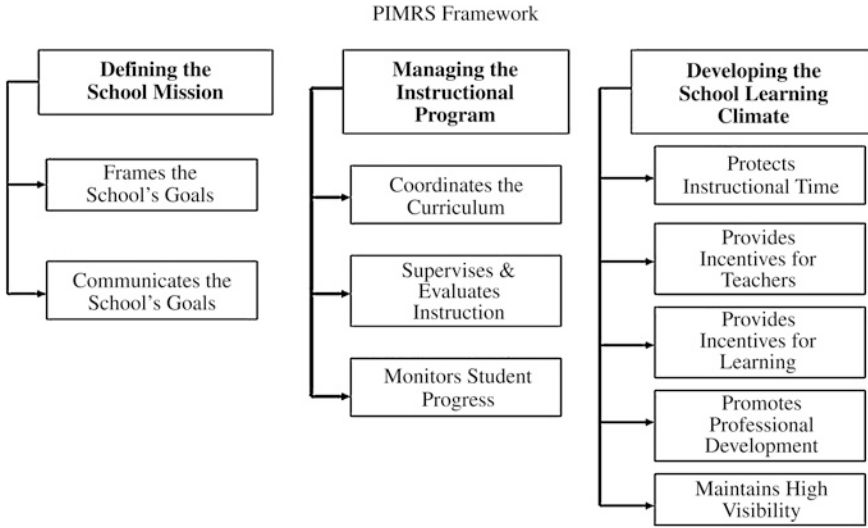 PIMRS Framework
Defining the
School Mission
Frames the
School's Goals
Communicates the
School's Goals
Managing the
Instructional
Program
Coordinates the
Curriculum
Supervises &
Evaluates
Instruction
Monitors Student
Progress
Developing the
School Learning
Climate
Protects
Instructional Time
Provides
Incentives for
Teachers
Provides
Incentives for
Learning
Promotes
Professional
Development
Maintains High
Visibility